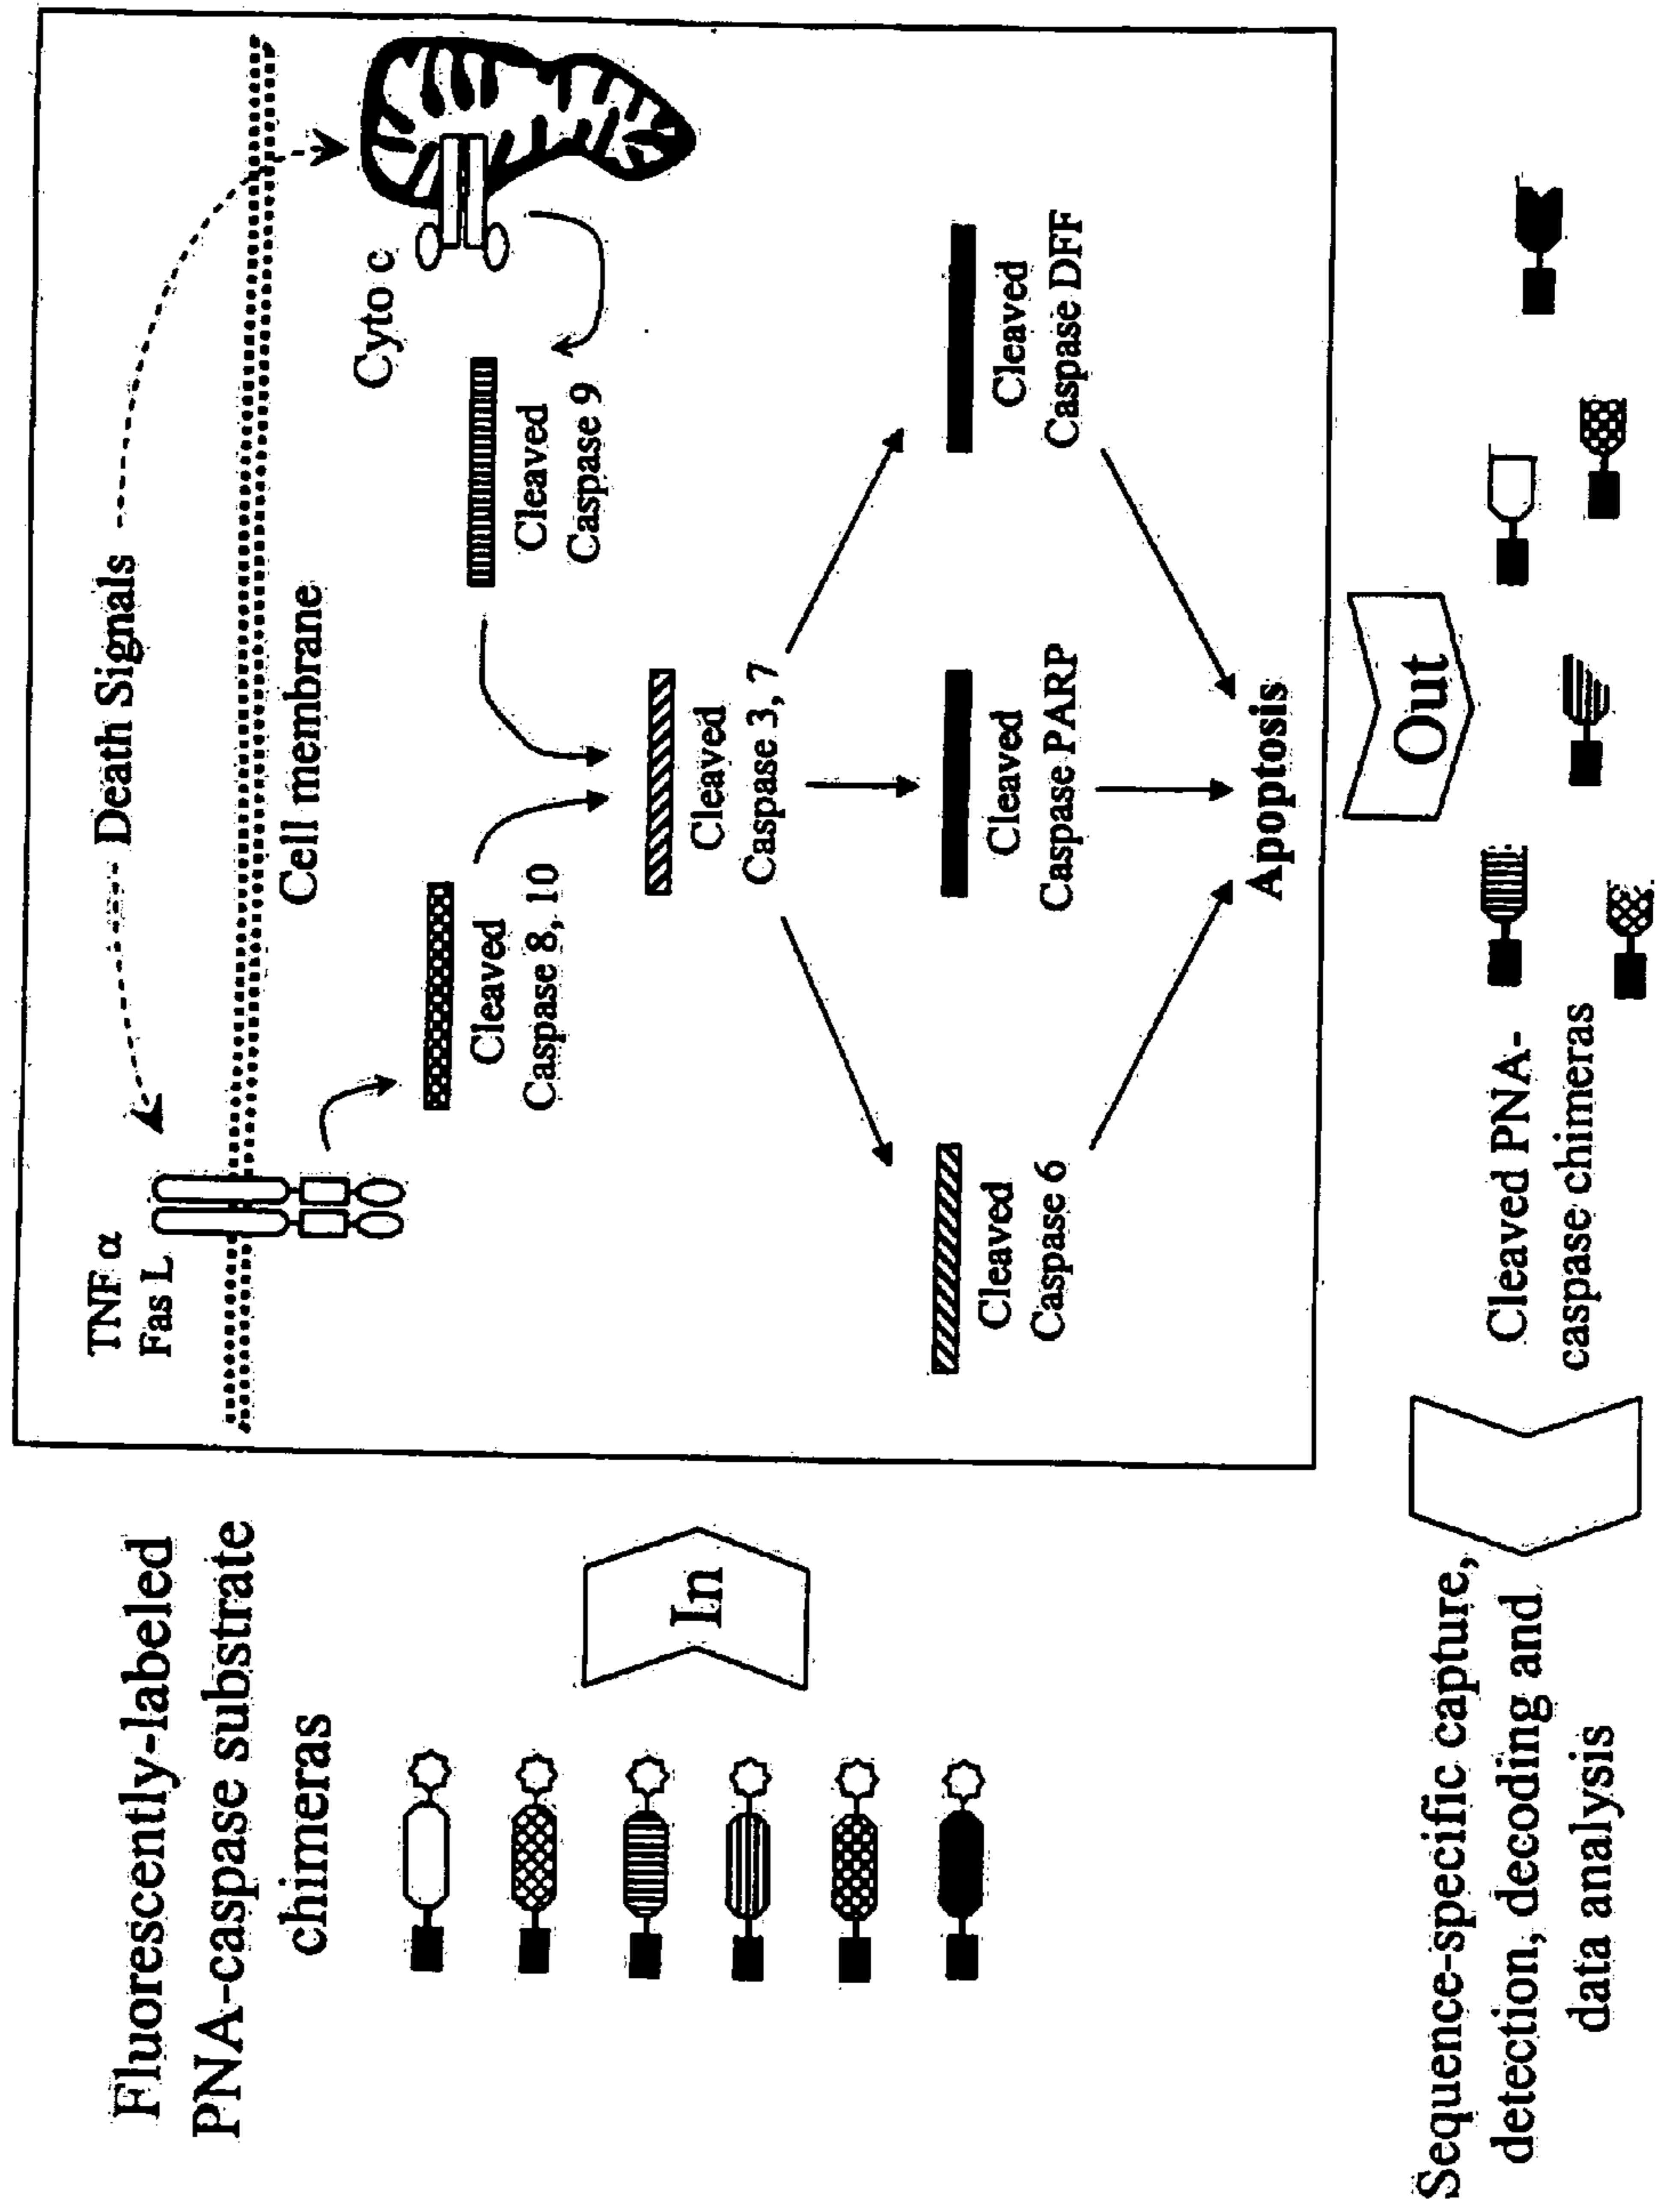 Fluorescently-labeled
PNA-caspase substrate
chimeras
In
TNF α
Fas L
Death Signals
Cell membrane
Cyto c
Cleaved
Caspase 8, 10
Cleaved
Caspase 9
Cleaved
Caspase 3, 7
Cleaved
Caspase 6
Cleaved
Caspase PARP
Cleaved
Caspase DFF
Apoptosis
Out
Cleaved PNA-
caspase chimeras
Sequence-specific capture,
detection, decoding and
data analysis